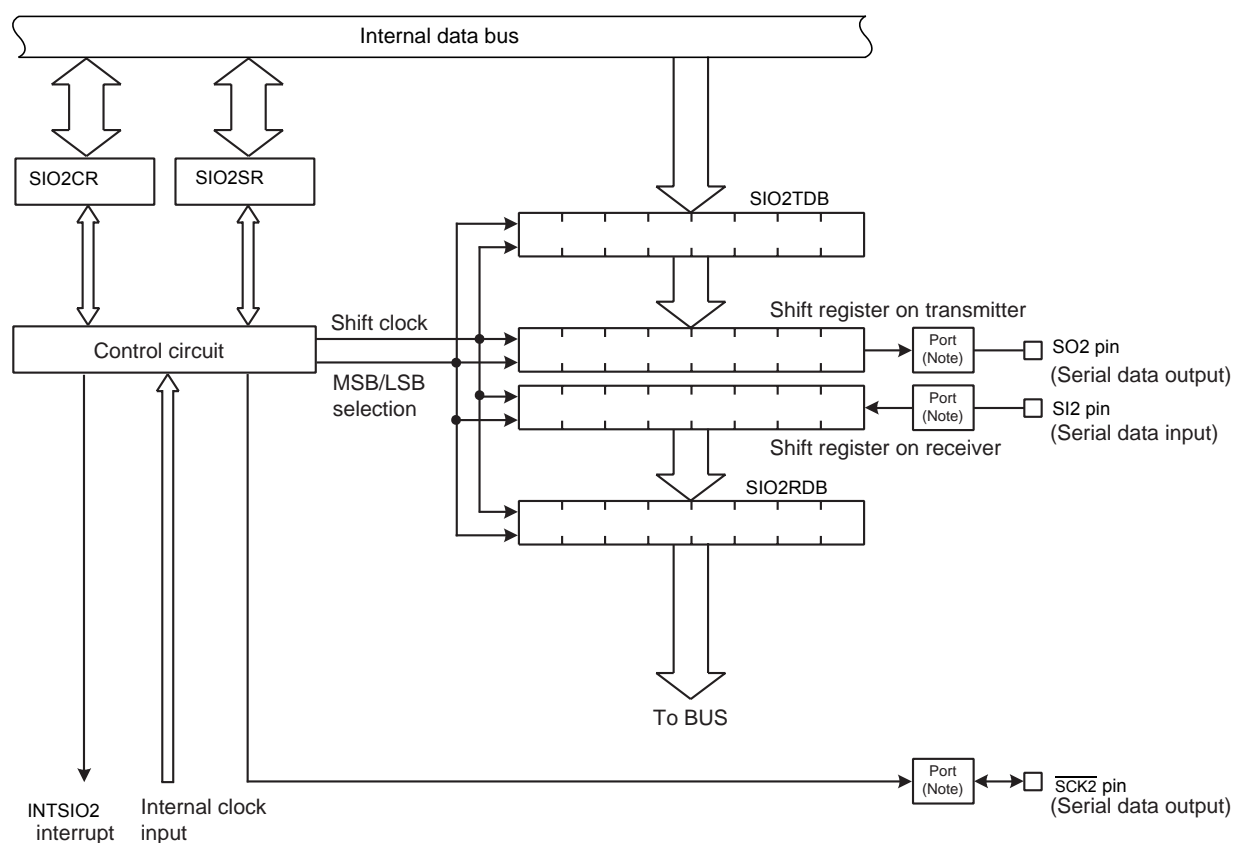 Internal data bus
SIO2CR
SIO2SR
SIO2TDB
Shift clock
Shift register on transmitter
Control circuit
Port
(Note)
SO2 pin
(Serial data output)
MSB/LSB
selection
Port
(Note)
SI2 pin
(Serial data input)
Shift register on receiver
SIO2RDB
To BUS
Port
(Note)
SCK2 pin
(Serial data output)
INTSIO2
interrupt
Internal clock
input